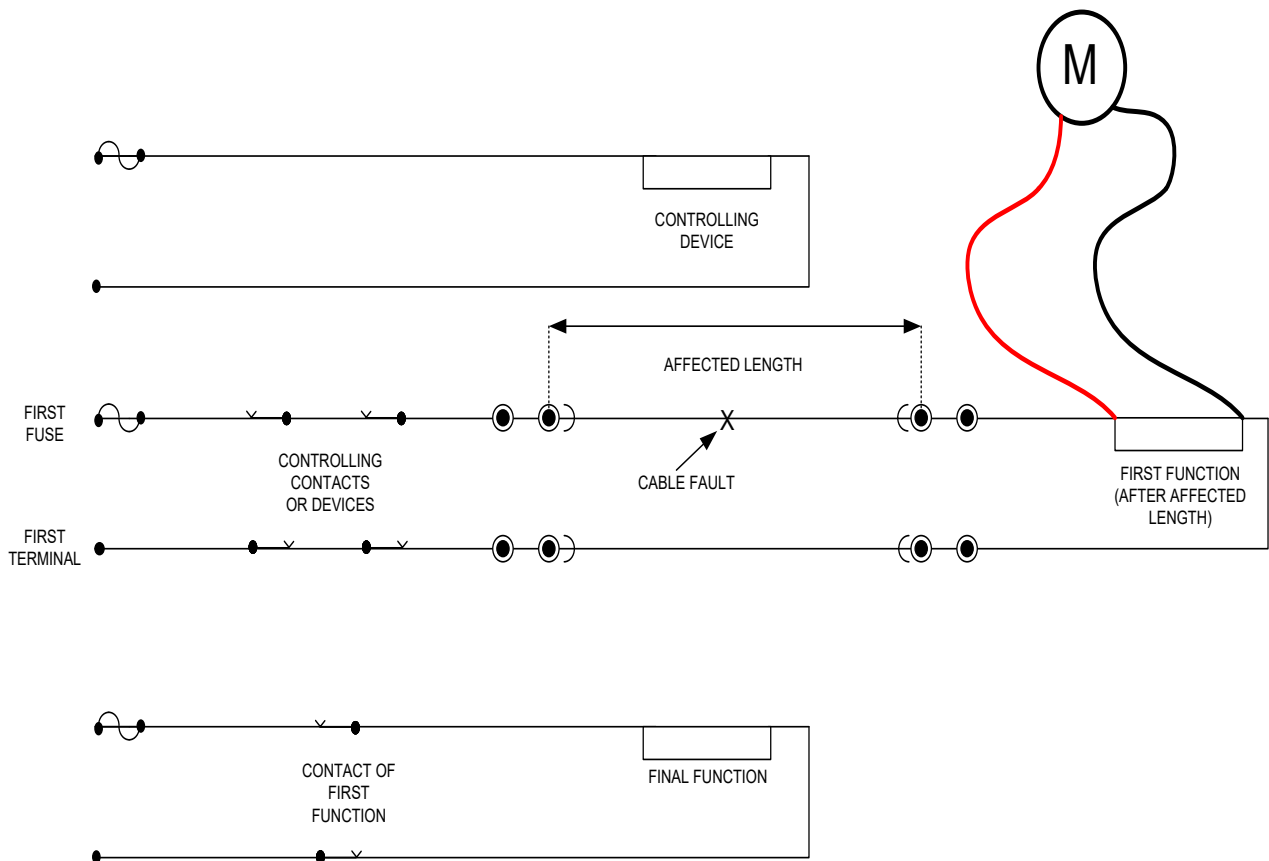 M
CONTROLLING
DEVICE
AFFECTED LENGTH
FIRST
FUSE
X
CONTROLLING
CONTACTS
OR DEVICES
CABLE FAULT
FIRST FUNCTION
(AFTER AFFECTED
LENGTH)
FIRST
TERMINAL
CONTACT OF
FIRST
FUNCTION
FINAL FUNCTION